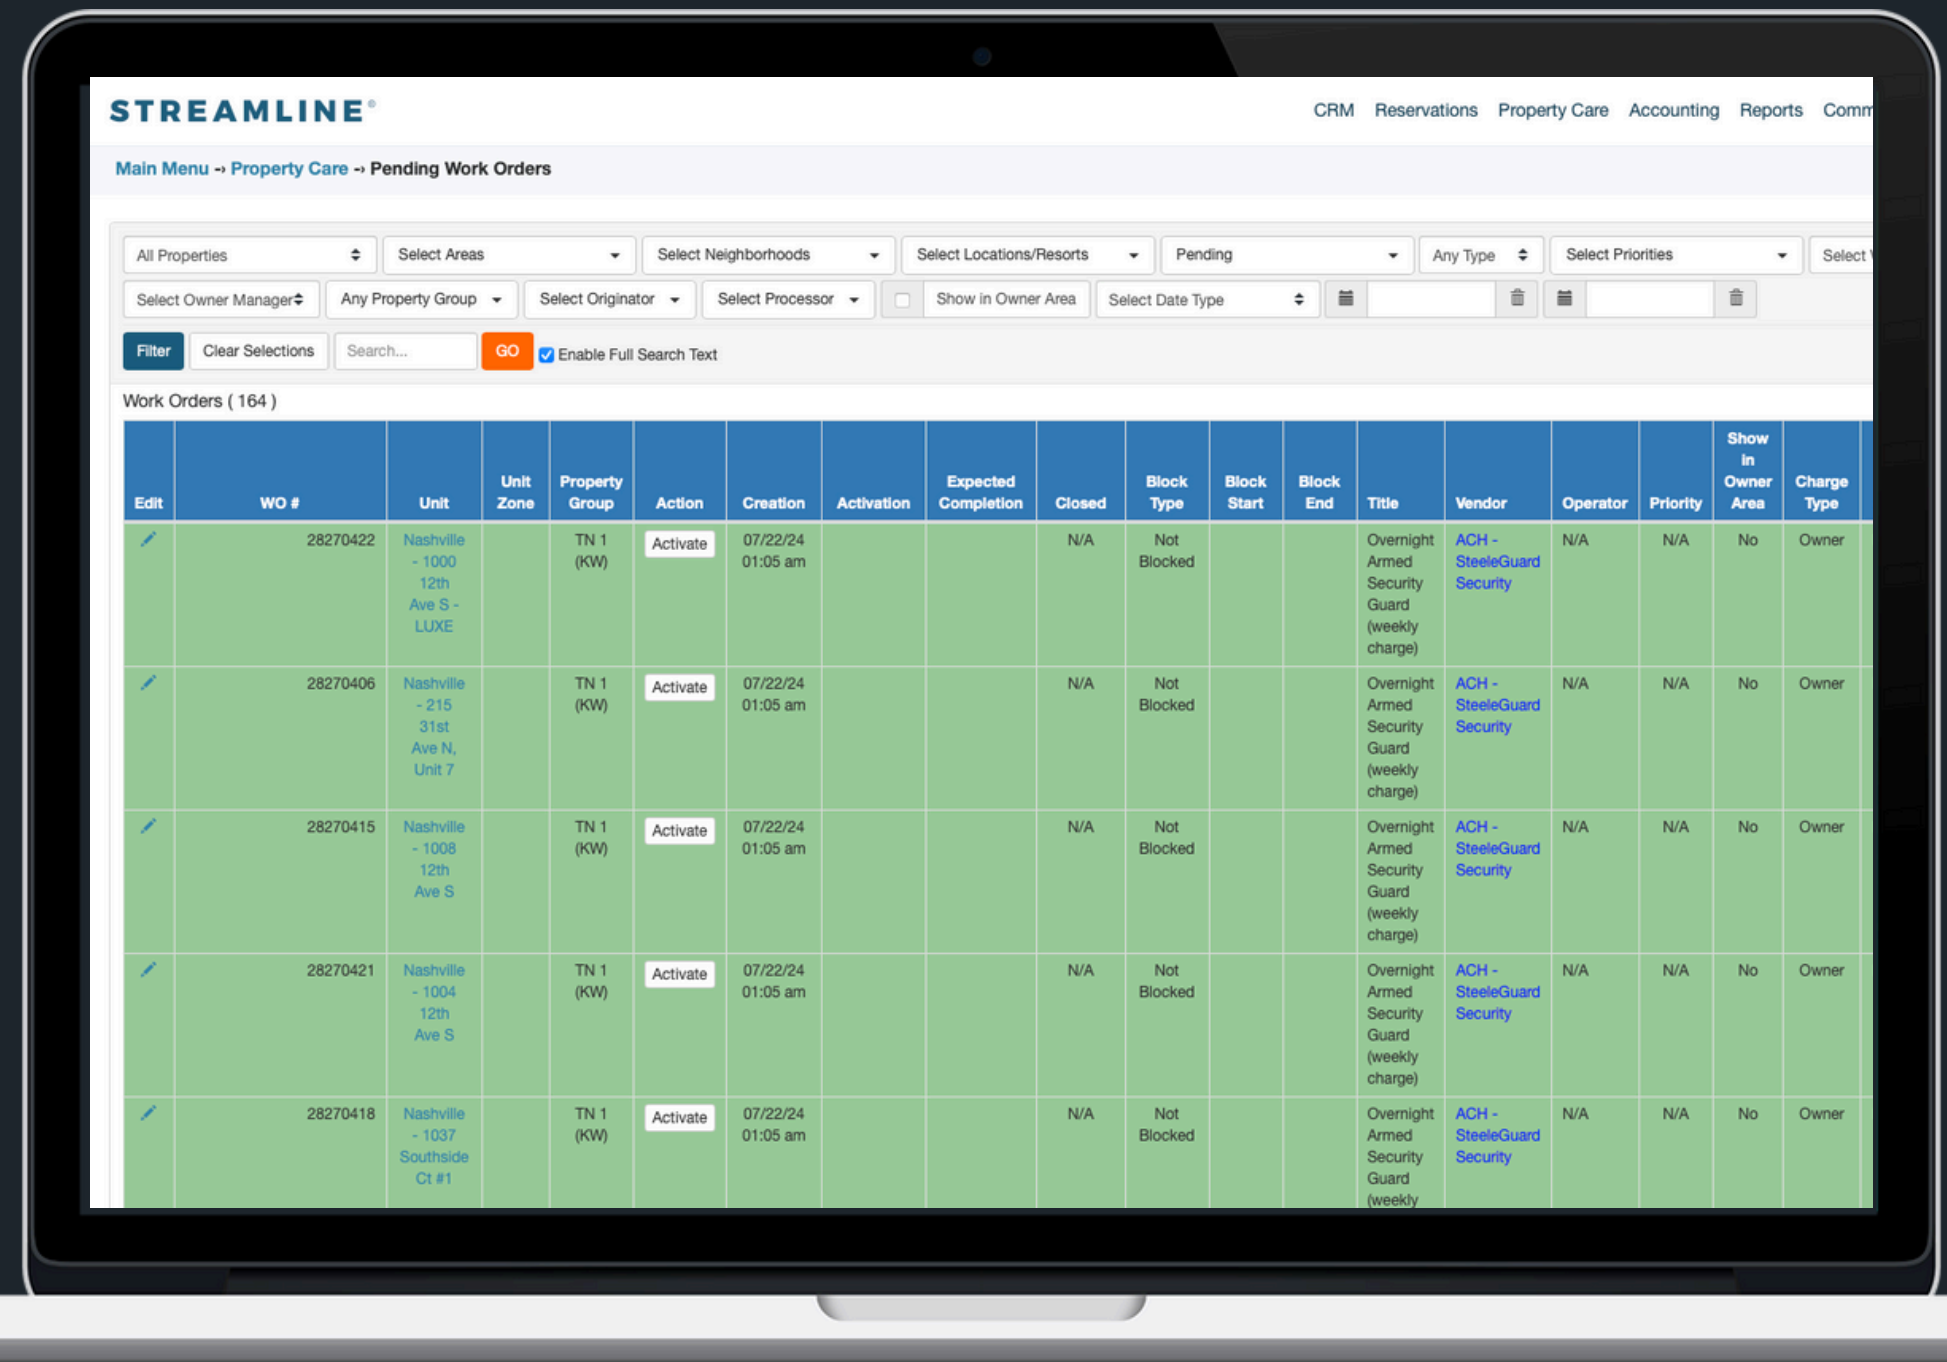 STREAMLINE®
CRM Reservations Property Care Accounting Reports Comm
Main Menu -> Property Care -> Pending Work Orders
All Properties Select Areas Select Neighborhoods Select Locations/Resorts Pending Any Type Select Priorities Select
Select Owner Manager Any Property Group Select Originator Select Processor Show in Owner Area Select Date Type
Filter Clear Selections Search... GO Enable Full Search Text
Work Orders ( 164 )
Edit WO # Unit Unit Zone Property Group Action Creation Activation Expected Completion Closed Block Type Block Start Block End Title Vendor Operator Priority Show in Owner Area Charge Type
28270422 Nashville - 1000 12th Ave S - LUXE TN 1 (KW) Activate 07/22/24 01:05 am N/A Not Blocked Overnight Armed Security Guard (weekly charge) ACH - SteeleGuard Security N/A N/A No Owner
28270406 Nashville - 215 31st Ave N, Unit 7 TN 1 (KW) Activate 07/22/24 01:05 am N/A Not Blocked Overnight Armed Security Guard (weekly charge) ACH - SteeleGuard Security N/A N/A No Owner
28270415 Nashville - 1008 12th Ave S TN 1 (KW) Activate 07/22/24 01:05 am N/A Not Blocked Overnight Armed Security Guard (weekly charge) ACH - SteeleGuard Security N/A N/A No Owner
28270421 Nashville - 1004 12th Ave S TN 1 (KW) Activate 07/22/24 01:05 am N/A Not Blocked Overnight Armed Security Guard (weekly charge) ACH - SteeleGuard Security N/A N/A No Owner
28270418 Nashville - 1037 Southside Ct #1 TN 1 (KW) Activate 07/22/24 01:05 am N/A Not Blocked Overnight Armed Security Guard (weekly ACH - SteeleGuard Security N/A N/A No Owner